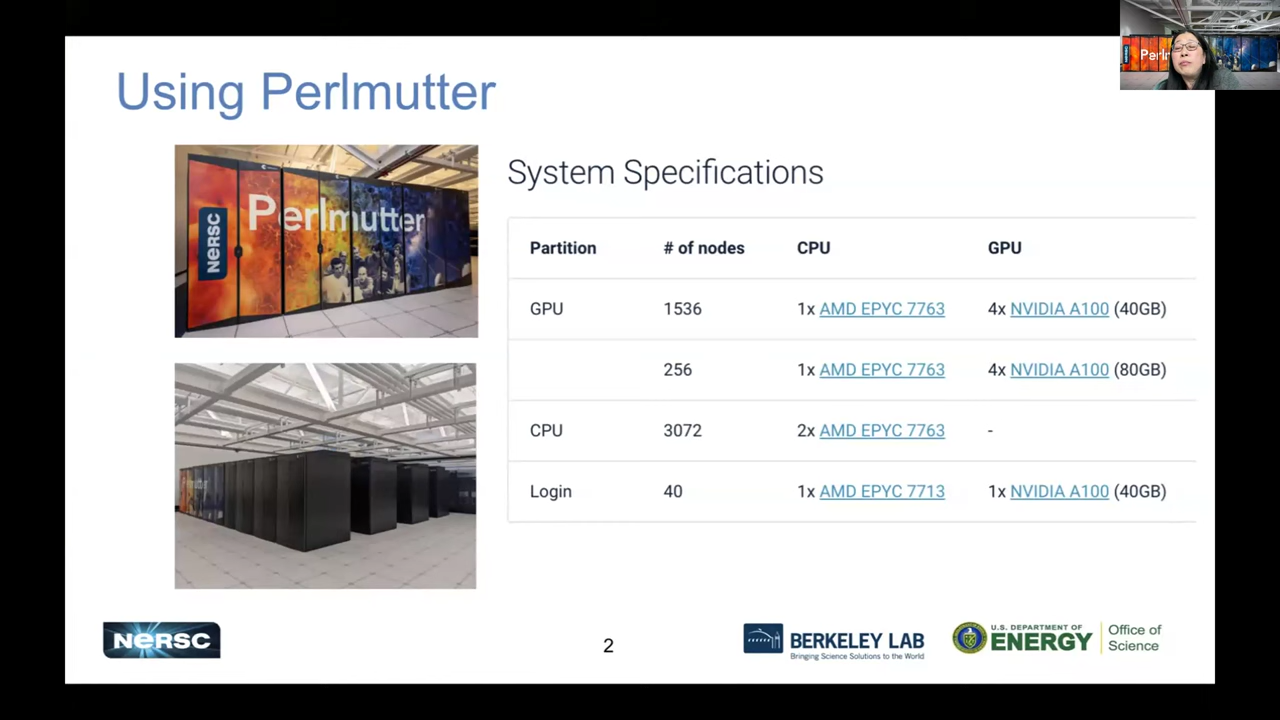 Using Perlmutter
NERSC
Perlmutter
System Specifications
Partition # of nodes CPU GPU
GPU 1536 1x AMD EPYC 7763 4x NVIDIA A100 (40GB)
256 1x AMD EPYC 7763 4x NVIDIA A100 (80GB)
CPU 3072 2x AMD EPYC 7763 -
Login 40 1x AMD EPYC 7713 1x NVIDIA A100 (40GB)
Perlmutter
NERSC
2
BERKELEY LAB
Bringing Science Solutions to the World
U.S. DEPARTMENT OF
ENERGY
Office of
Science